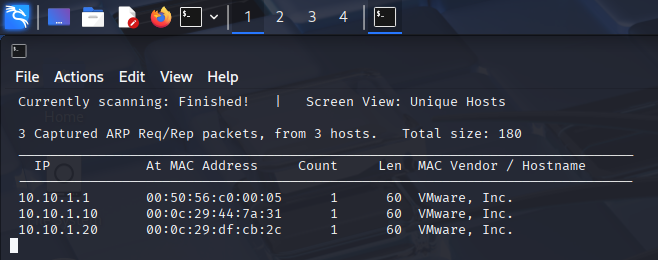 1 2 3 4
File Actions Edit View Help
Currently scanning: Finished! | Screen View: Unique Hosts
3 Captured ARP Req/Rep packets, from 3 hosts. Total size: 180
IP At MAC Address Count Len MAC Vendor / Hostname
10.10.1.1 00:50:56:c0:00:05 1 60 VMware, Inc.
10.10.1.10 00:0c:29:44:7a:31 1 60 VMware, Inc.
10.10.1.20 00:0c:29:df:cb:2c 1 60 VMware, Inc.